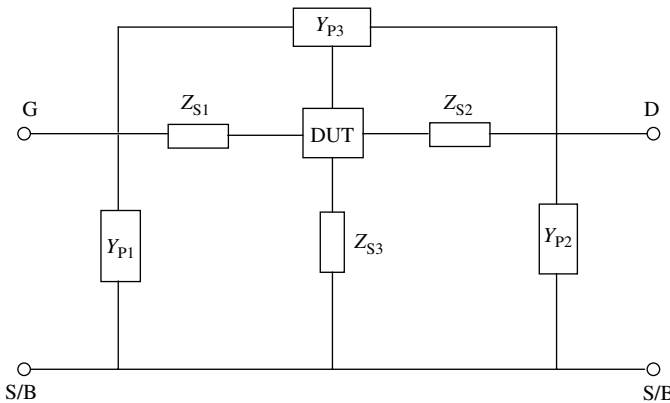 Y_P3
G
Z_S1
DUT
Z_S2
D
Y_P1
Z_S3
Y_P2
S/B
S/B